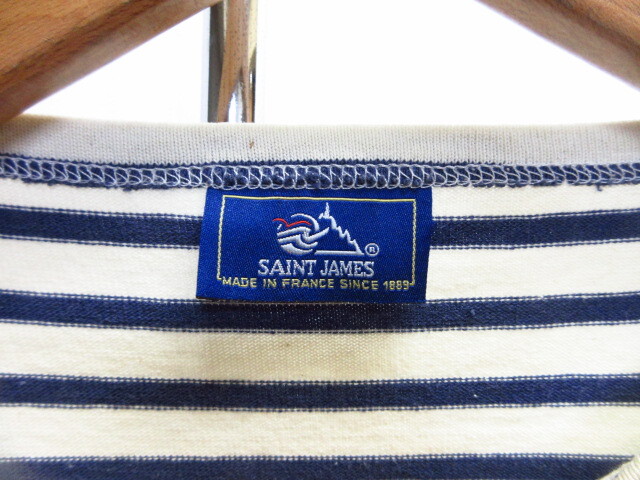 ®
SAINT JAMES
MADE IN FRANCE SINCE 1889